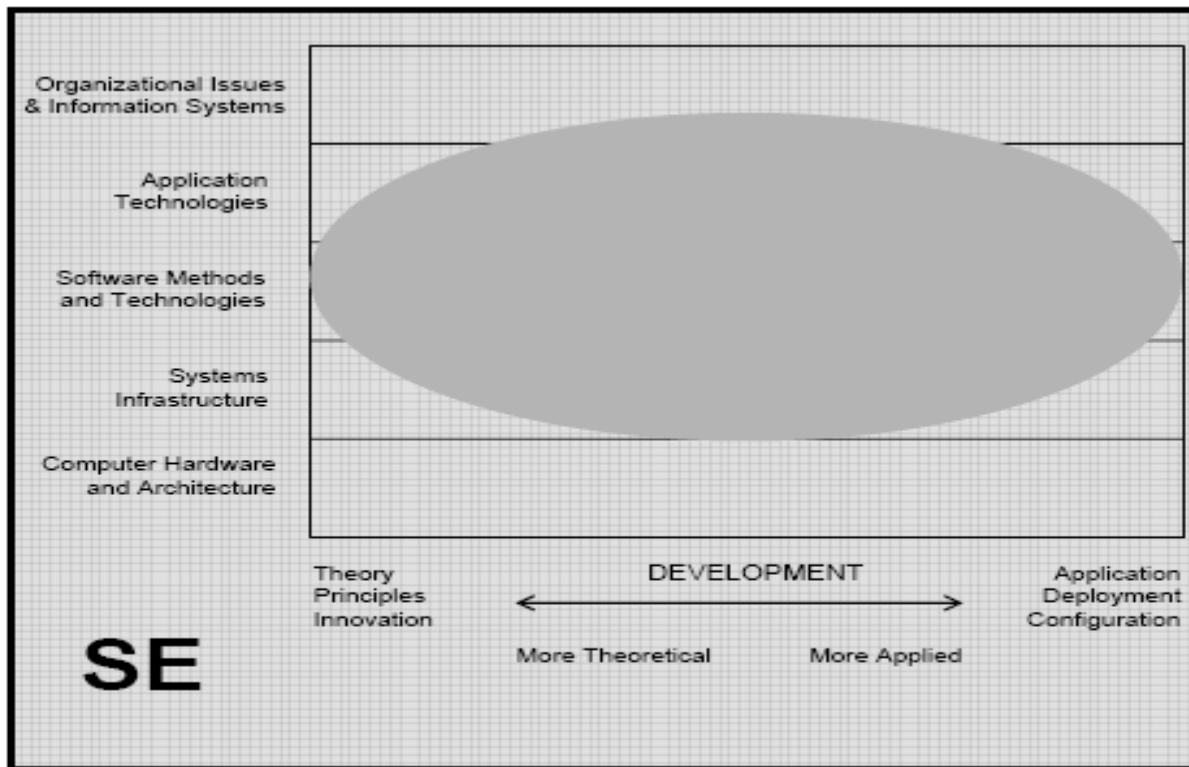 Organizational Issues
& Information Systems
Application
Technologies
Software Methods
and Technologies
Systems
Infrastructure
Computer Hardware
and Architecture
Theory
Principles
Innovation
DEVELOPMENT
Application
Deployment
Configuration
More Theoretical
More Applied
SE